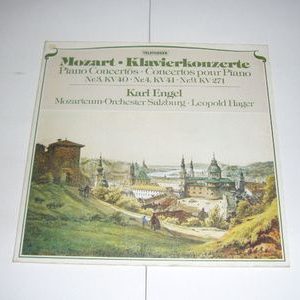 TELEFUNKEN
Mozart · Klavierkonzerte
Piano Concertos · Concertos pour Piano
Nr.3, KV 40 · Nr.4, KV 41 · Nr.9, KV 271
Karl Engel
Mozarteum-Orchester Salzburg · Leopold Hager